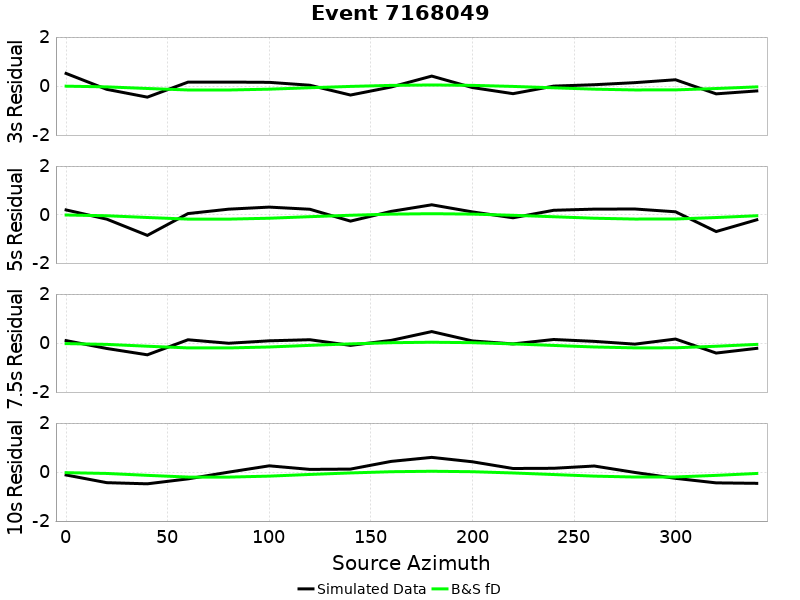 Event 7168049
3s Residual
2
0
-2
5s Residual
2
0
-2
7.5s Residual
2
0
-2
10s Residual
2
0
-2
0 50 100 150 200 250 300
Source Azimuth
Simulated Data B&S fD